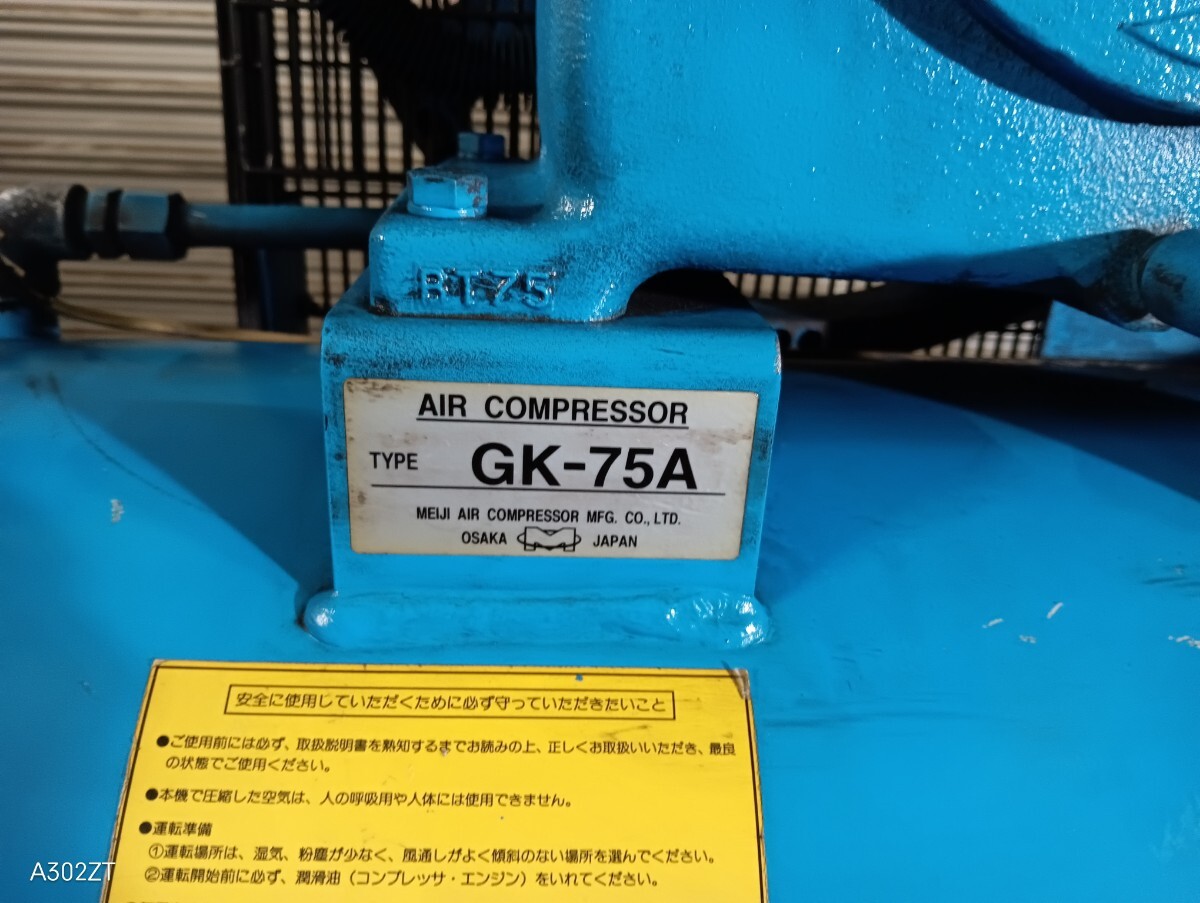 BT75
AIR COMPRESSOR
TYPE GK-75A
MEIJI AIR COMPRESSOR MFG. CO., LTD.
OSAKA JAPAN
安全に使用していただくために必ず守っていただきたいこと
●ご使用前には必ず、取扱説明書を熟知するまでお読みの上、正しくお取扱いいただき、最良
の状態でご使用ください。
●本機で圧縮した空気は、人の呼吸用や人体には使用できません。
●運転準備
①運転場所は、湿気、粉塵が少なく、風通しがよく傾斜のない場所を選んでください。
②運転開始前に必ず、潤滑油（コンプレッサ・エンジン）をいれてください。
A302ZT